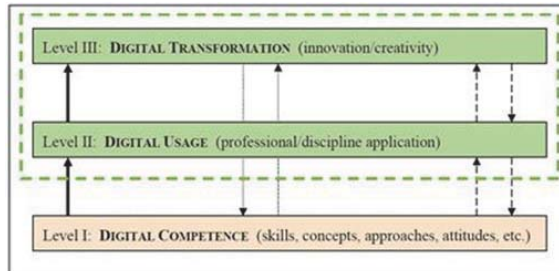 Level III: DIGITAL TRANSFORMATION (innovation/creativity)
Level II: DIGITAL USAGE (professional/discipline application)
Level I: DIGITAL COMPETENCE (skills, concepts, approaches, attitudes, etc.)